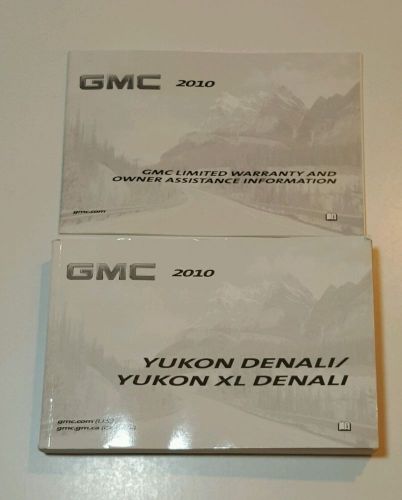 GMC 2010
GMC LIMITED WARRANTY AND
OWNER ASSISTANCE INFORMATION
gmc.com
GMC 2010
YUKON DENALI/
YUKON XL DENALI
gmc.com (U.S.)
gmc.gm.ca